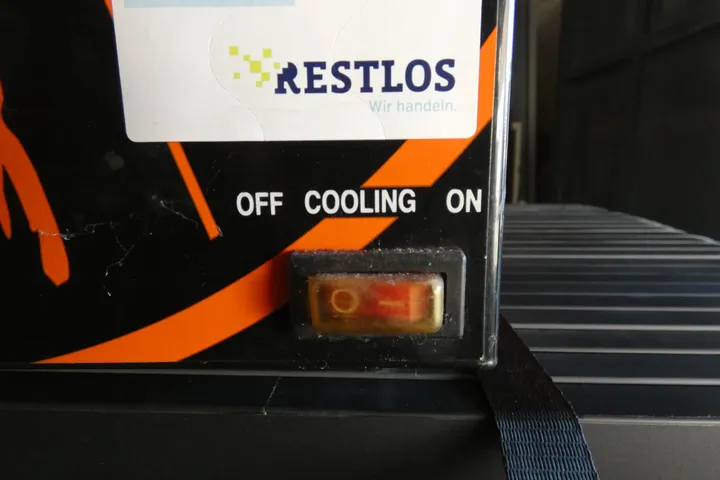 RESTLOS
Wir handeln.
OFF COOLING ON
O I